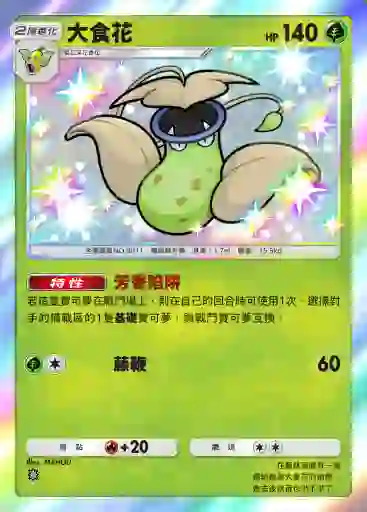 2階進化 大食花 HP 140
特性 芳香陷阱
若這隻寶可夢在戰鬥場上，則在自己的回合時可使用1次。選擇對
手的備戰區的1隻基礎寶可夢，與戰鬥寶可夢互換。
藤鞭 60
弱點 +20 撤退
Illus. MAHOU